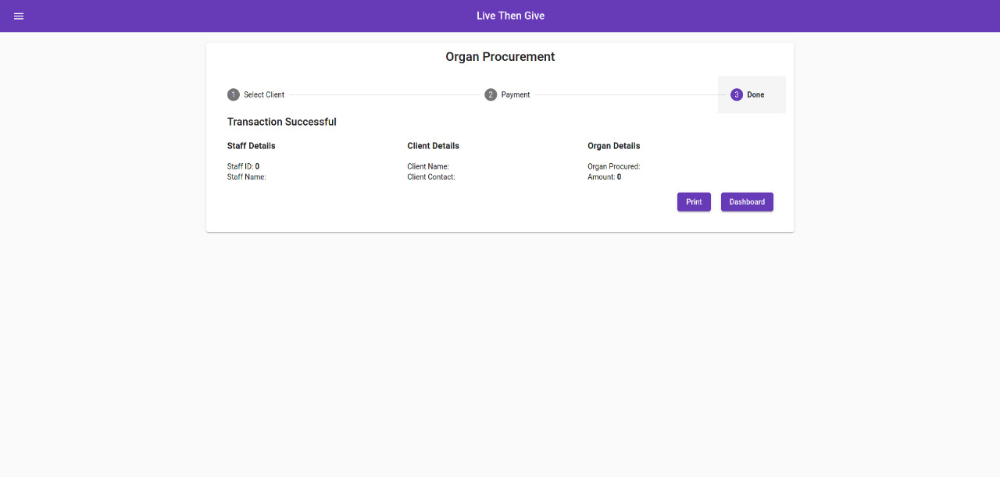 Live Then Give
Organ Procurement
1 Select Client
2 Payment
3 Done
Transaction Successful
Staff Details
Staff ID: 0
Staff Name:
Client Details
Client Name:
Client Contact:
Organ Details
Organ Procured:
Amount: 0
Print
Dashboard